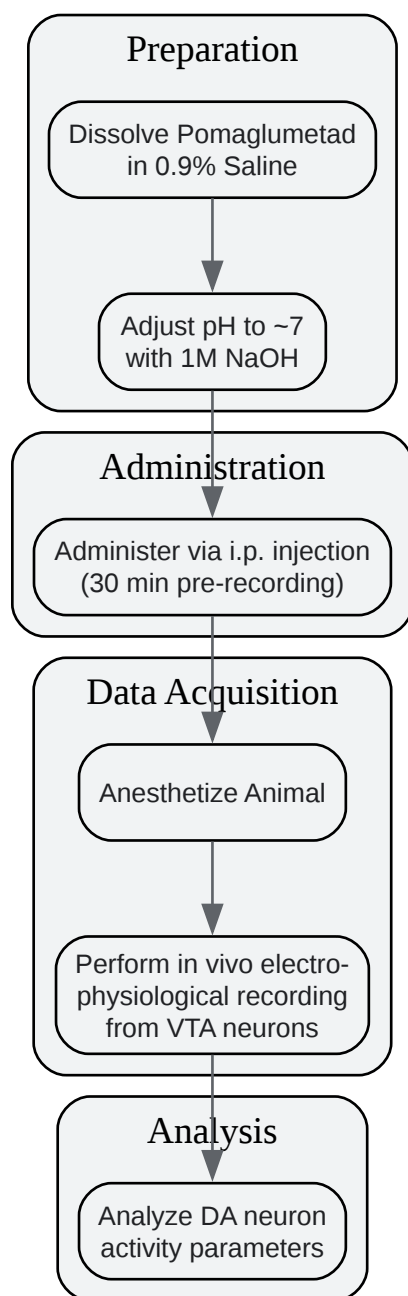 Preparation
Dissolve Pomaglumetad
in 0.9% Saline
Adjust pH to ~7
with 1M NaOH
Administration
Administer via i.p. injection
(30 min pre-recording)
Data Acquisition
Anesthetize Animal
Perform in vivo electro-
physiological recording
from VTA neurons
Analysis
Analyze DA neuron
activity parameters